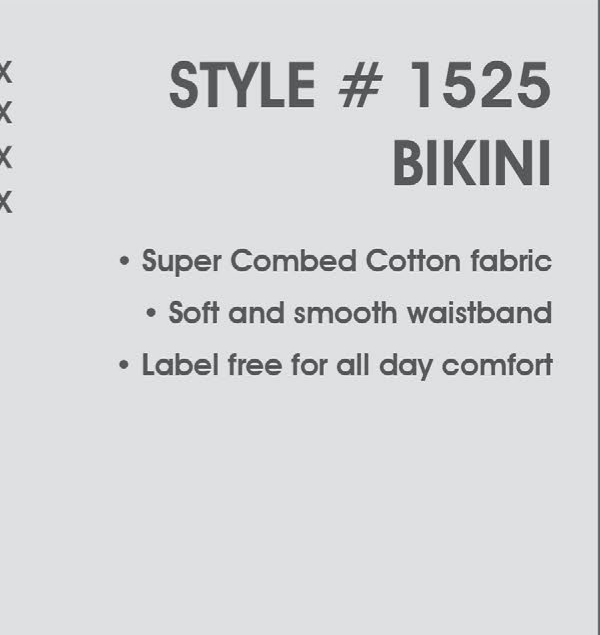 X
X
X
X
STYLE # 1525
BIKINI
• Super Combed Cotton fabric
• Soft and smooth waistband
• Label free for all day comfort